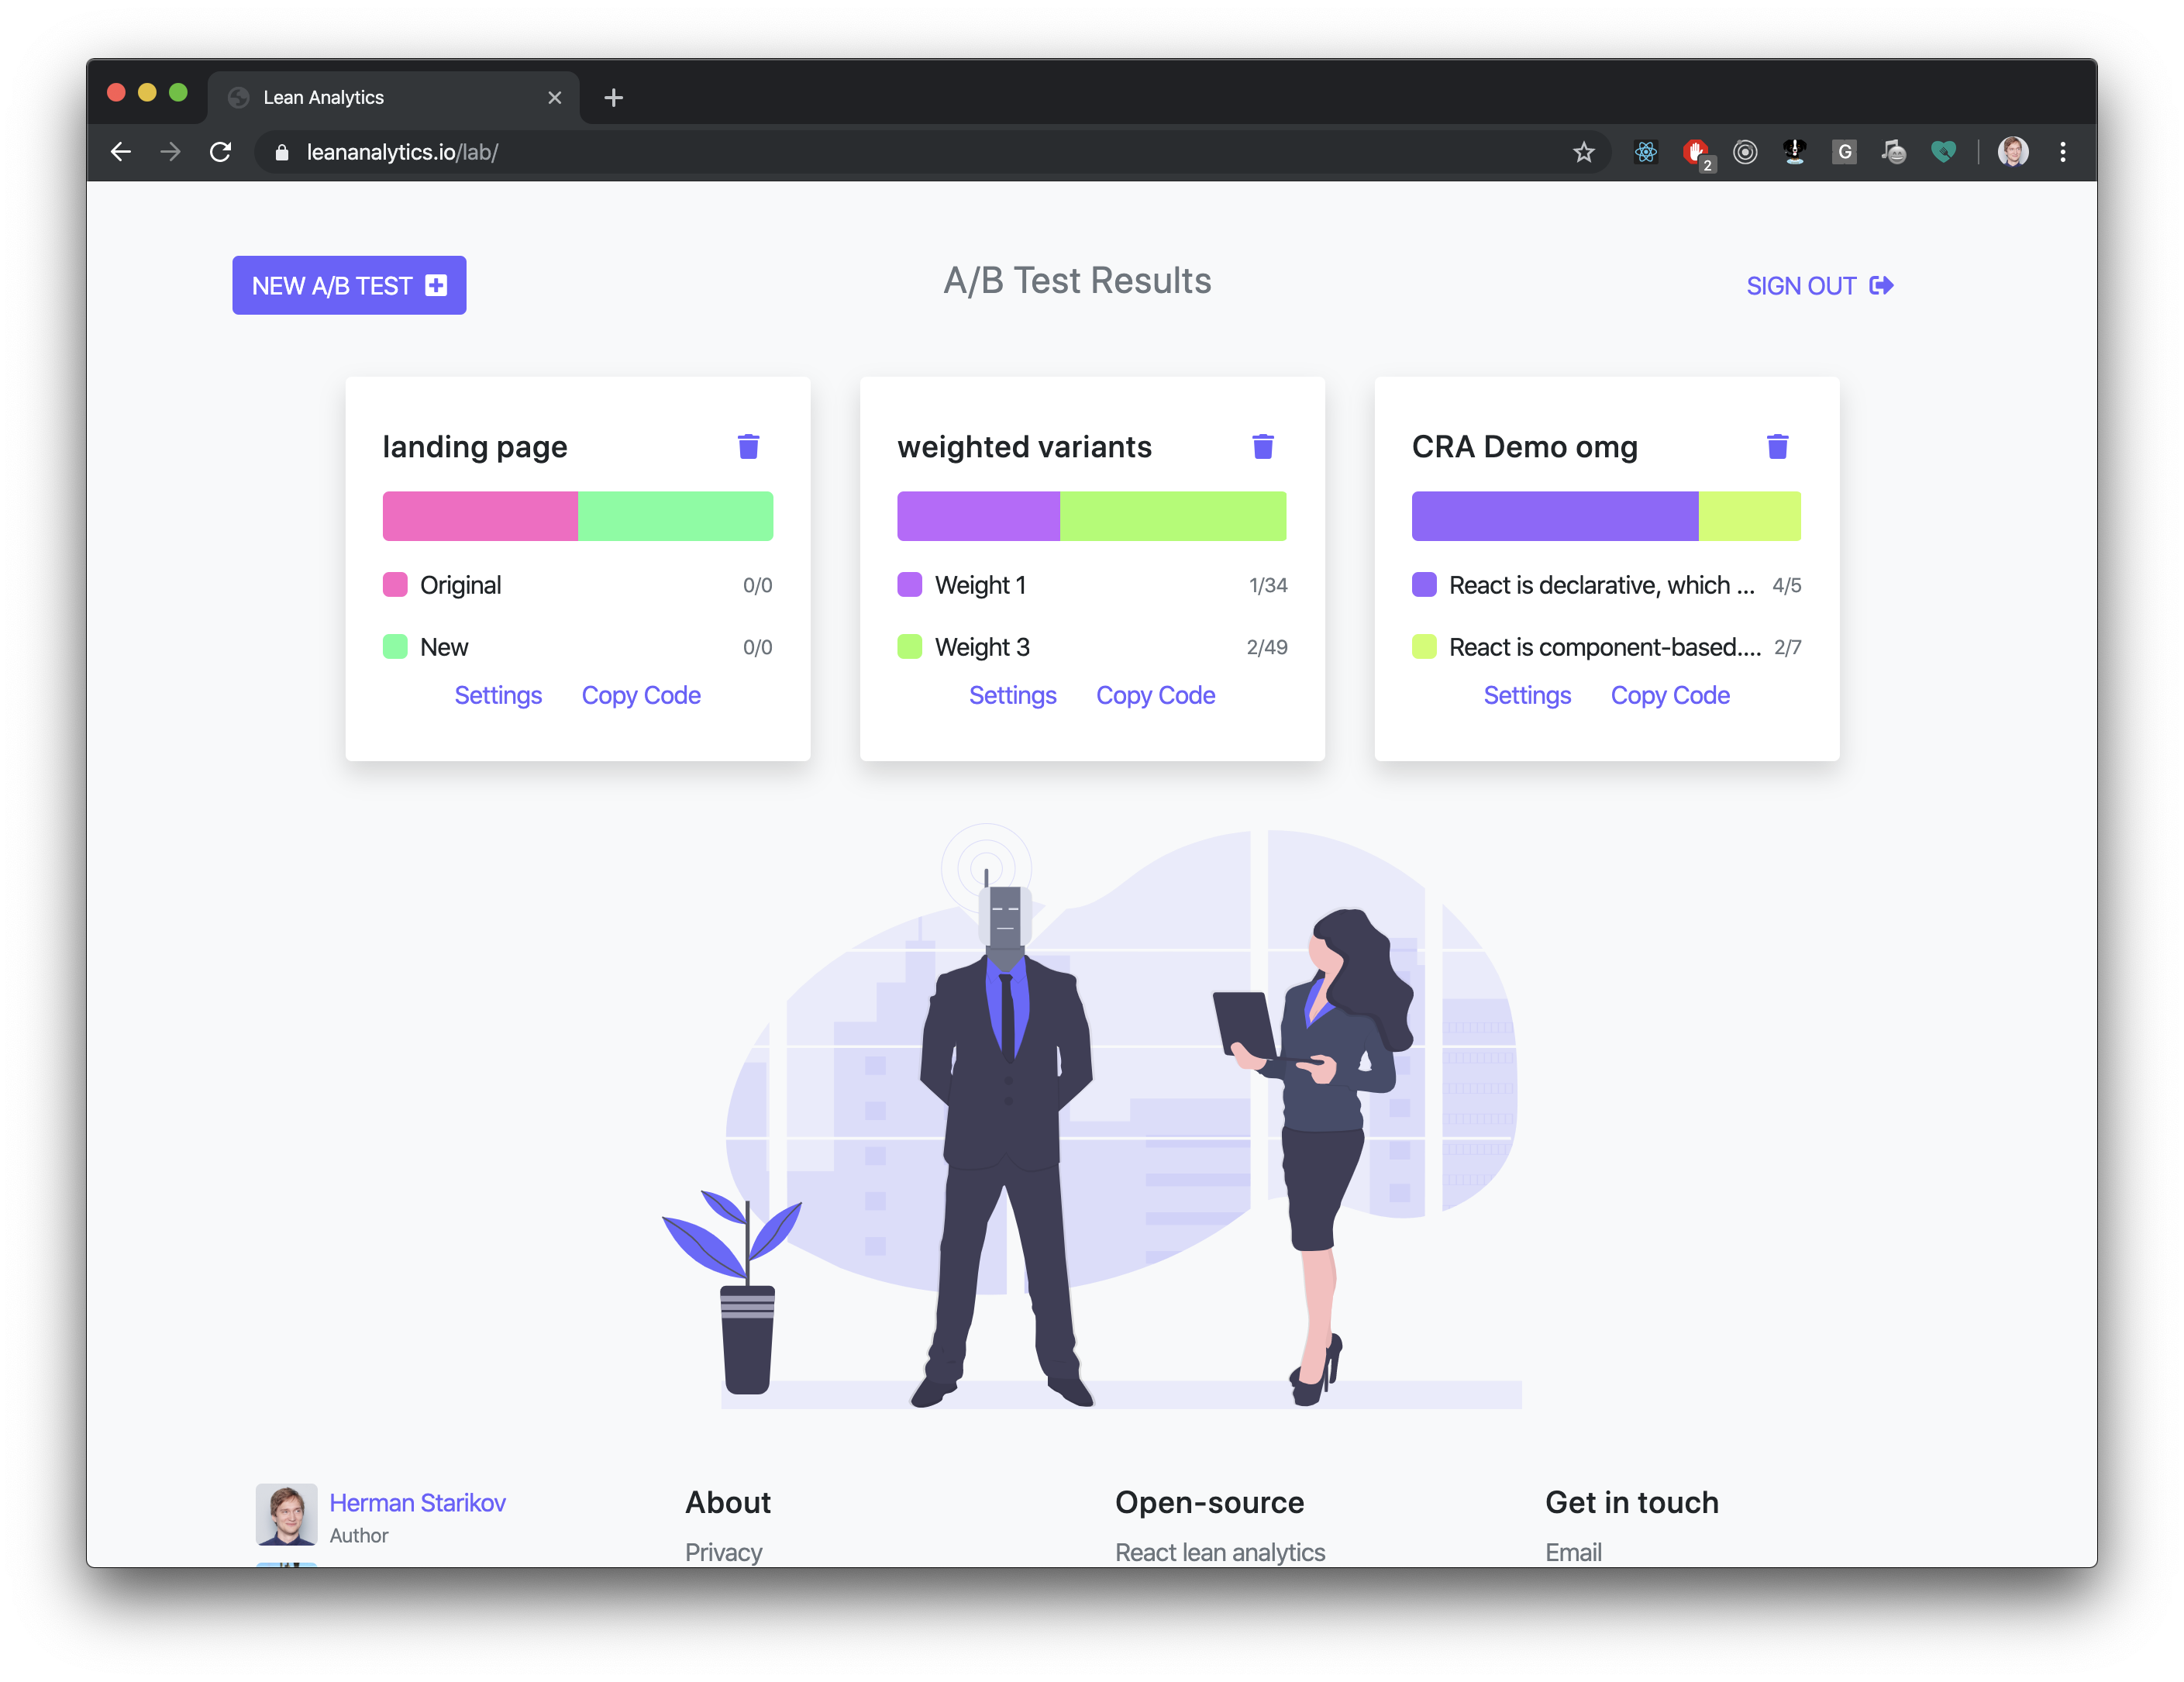 Lean Analytics
leananalytics.io/lab/
2
G
NEW A/B TEST
A/B Test Results
SIGN OUT
landing page
Original 0/0
New 0/0
Settings Copy Code
weighted variants
Weight 1 1/34
Weight 3 2/49
Settings Copy Code
CRA Demo omg
React is declarative, which ... 4/5
React is component-based.... 2/7
Settings Copy Code
Herman Starikov
Author
About
Privacy
Open-source
React lean analytics
Get in touch
Email